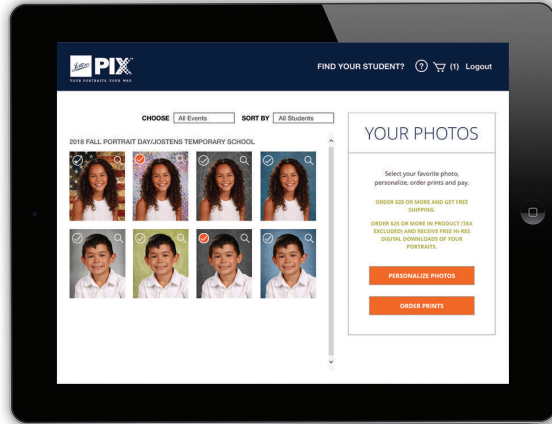 Jostens PIX
YOUR PORTRAITS. YOUR WAY.
FIND YOUR STUDENT? ? (1) Logout
CHOOSE All Events SORT BY All Students
2016 FALL PORTRAIT DAY/JOSTENS TEMPORARY SCHOOL
YOUR PHOTOS
Select your favorite photo,
personalize, order prints and pay.
ORDER $20 OR MORE AND GET FREE
SHIPPING.
ORDER $25 OR MORE IN PRODUCT (TAX
EXCLUDED) AND RECEIVE FREE HI-RES
DIGITAL DOWNLOADS OF YOUR
PORTRAITS.
PERSONALIZE PHOTOS
ORDER PRINTS